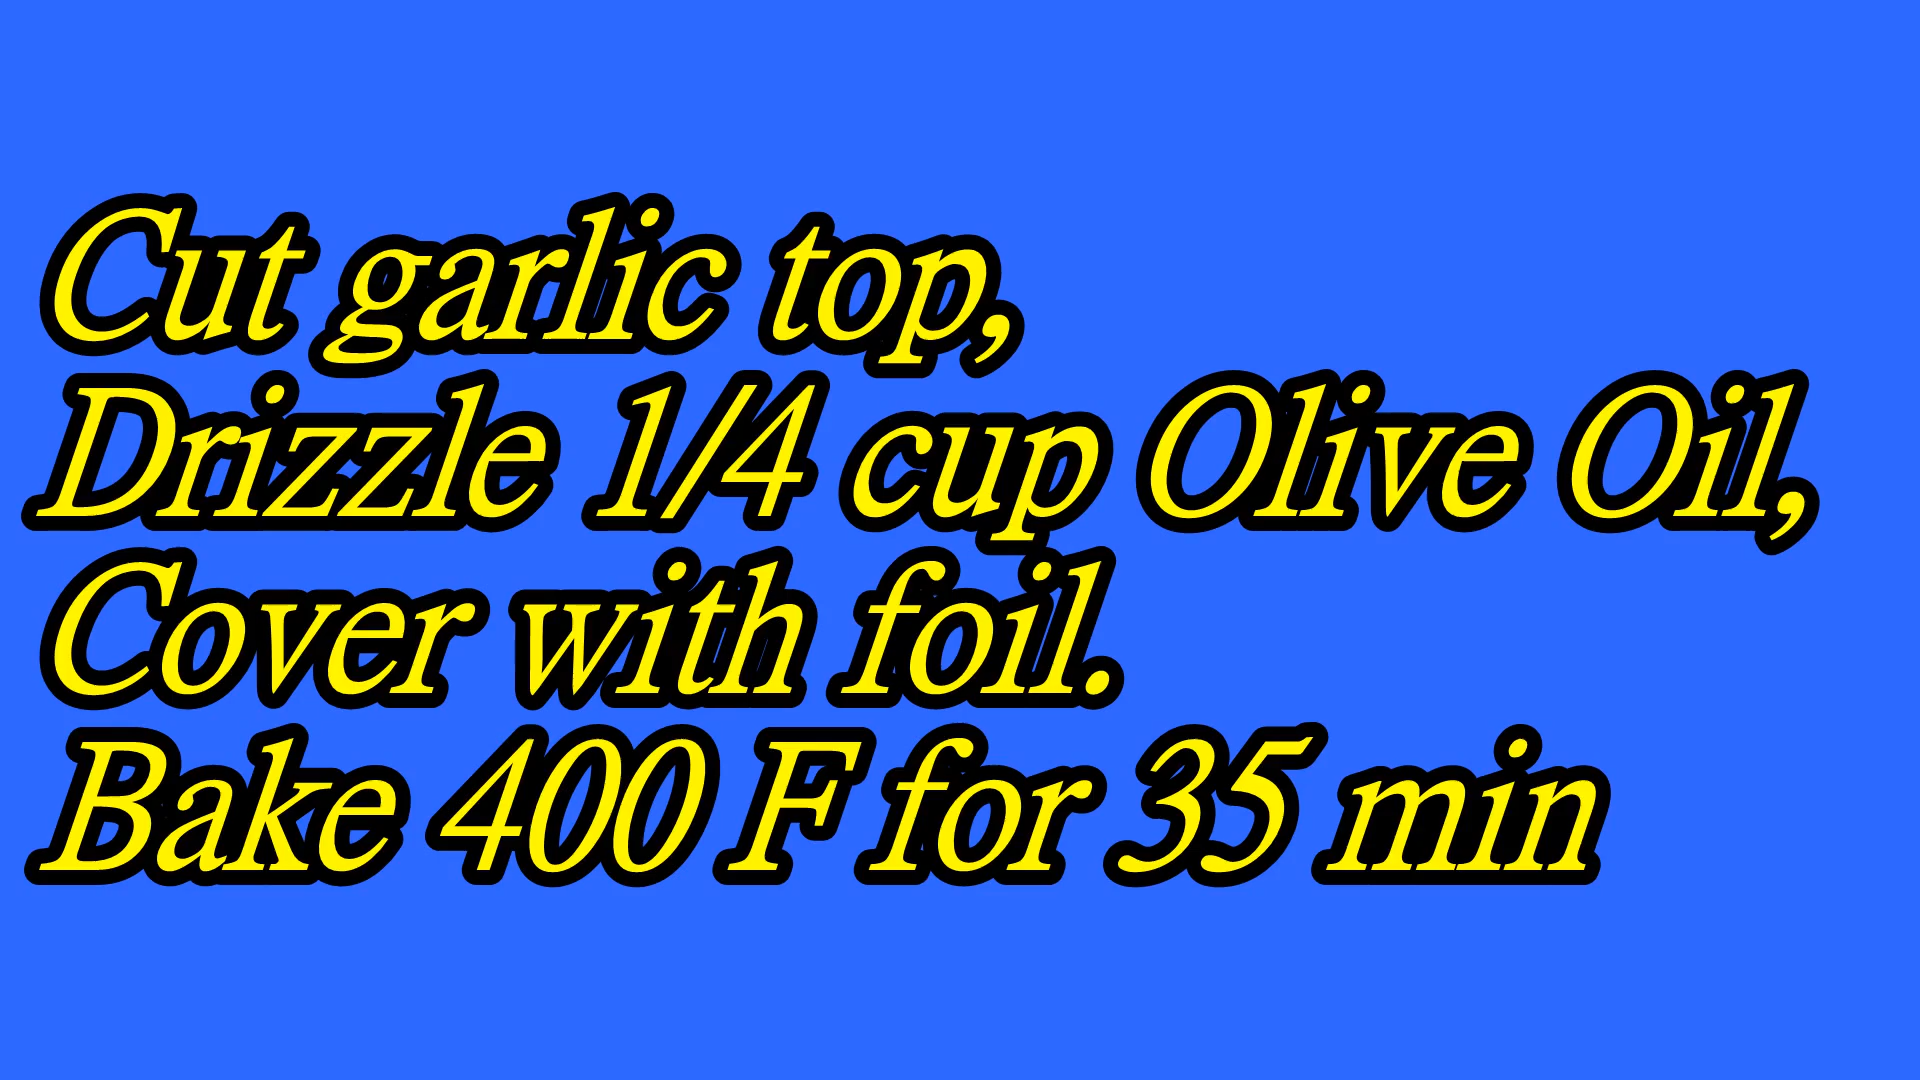 Cut garlic top,
Drizzle 1/4 cup Olive Oil,
Cover with foil.
Bake 400 F for 35 min